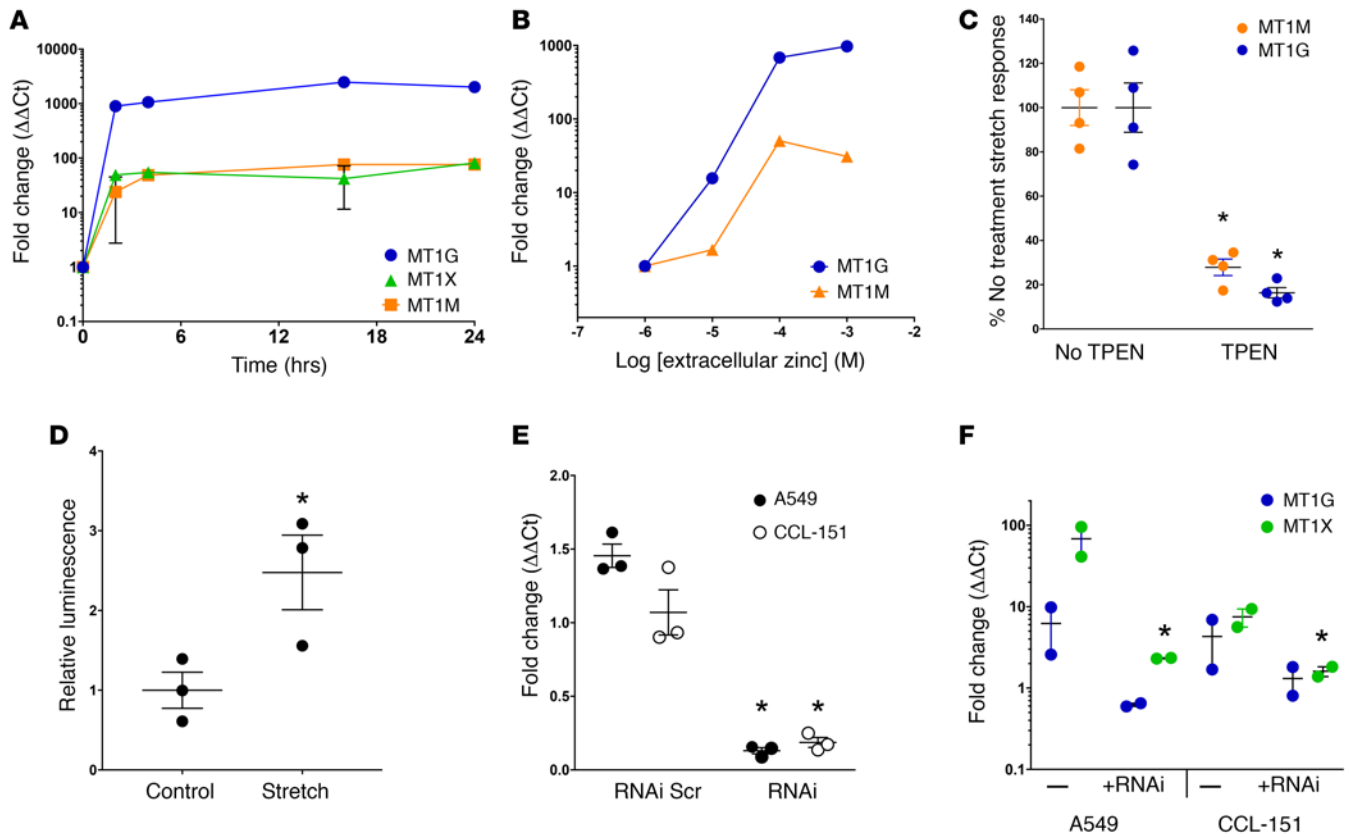 A
Fold change (ΔΔCt)
10000
1000
100
10
1
0.1
0
6
12
18
24
Time (hrs)
MT1G
MT1X
MT1M
B
Fold change (ΔΔCt)
1000
100
10
1
-7
-6
-5
-4
-3
-2
Log [extracellular zinc] (M)
MT1G
MT1M
C
% No treatment stretch response
140
120
100
80
60
40
20
0
MT1M
MT1G
* *
No TPEN
TPEN
D
Relative luminescence
4
3
2
1
0
*
Control
Stretch
E
Fold change (ΔΔCt)
2.0
1.5
1.0
0.5
0.0
A549
CCL-151
* *
RNAi Scr
RNAi
F
Fold change (ΔΔCt)
100
10
1
0.1
MT1G
MT1X
* *
— +RNAi — +RNAi
A549 CCL-151